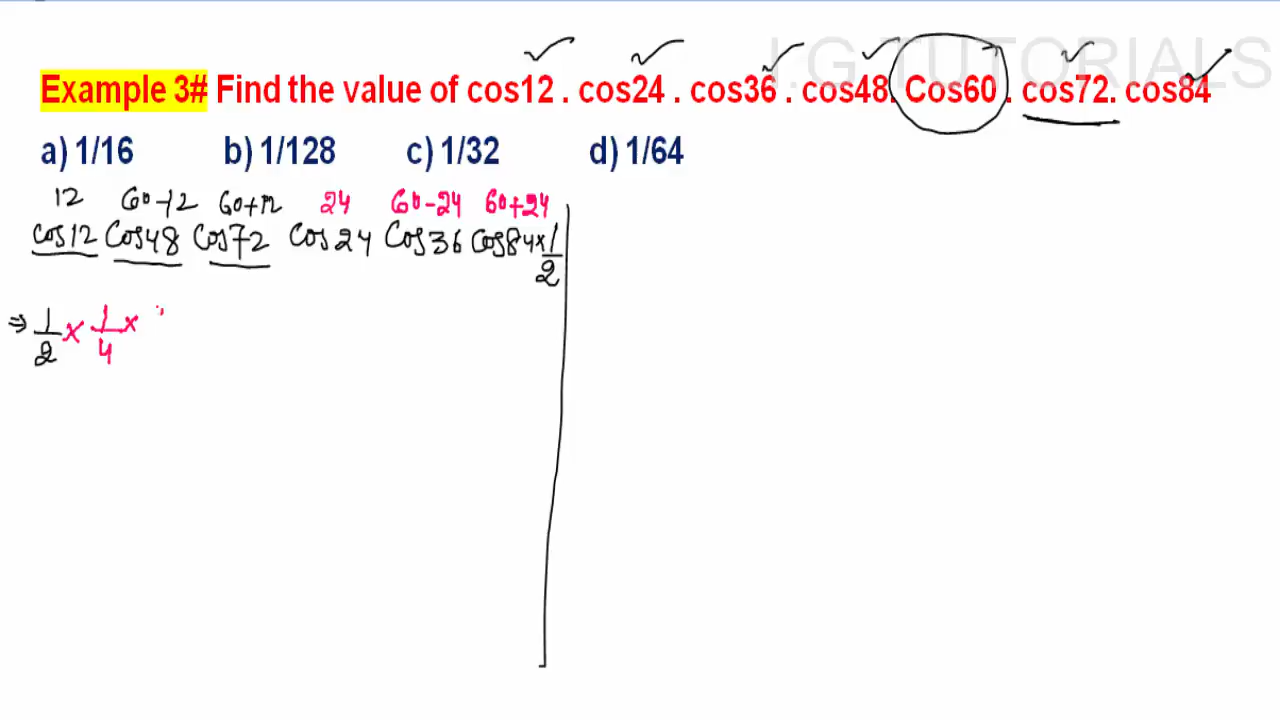 I.G TUTORIALS
Example 3# Find the value of cos12 . cos24 . cos36 . cos48. Cos60 . cos72. cos84
a) 1/16 b) 1/128 c) 1/32 d) 1/64
12 60-12 60+12 24 60-24 60+24
cos12 cos48 cos72 cos24 cos36 cos84 × 1/2
⇒ 1/2 × 1/4 ×